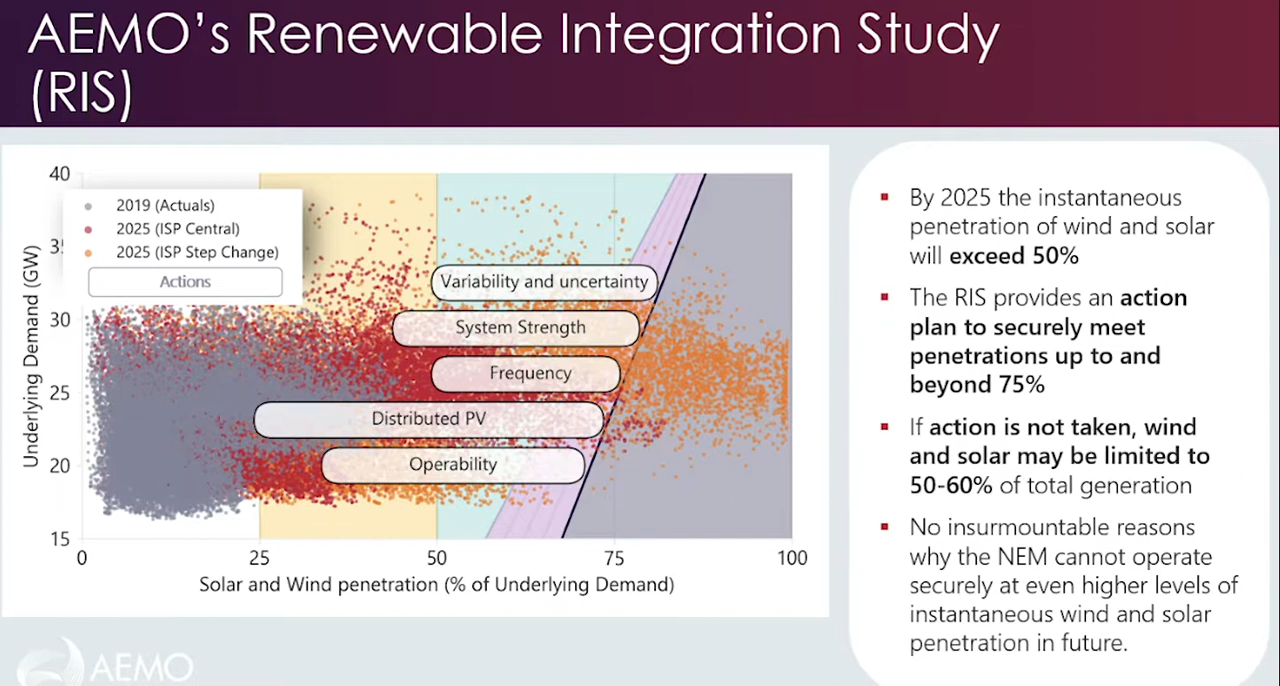 AEMO's Renewable Integration Study
(RIS)
40
2019 (Actuals)
2025 (ISP Central)
2025 (ISP Step Change)
Actions
30
25
20
15
0
25
50
75
100
Underlying Demand (GW)
Solar and Wind penetration (% of Underlying Demand)
Variability and uncertainty
System Strength
Frequency
Distributed PV
Operability
By 2025 the instantaneous
penetration of wind and solar
will exceed 50%
The RIS provides an action
plan to securely meet
penetrations up to and
beyond 75%
If action is not taken, wind
and solar may be limited to
50-60% of total generation
No insurmountable reasons
why the NEM cannot operate
securely at even higher levels of
instantaneous wind and solar
penetration in future.
AEMO